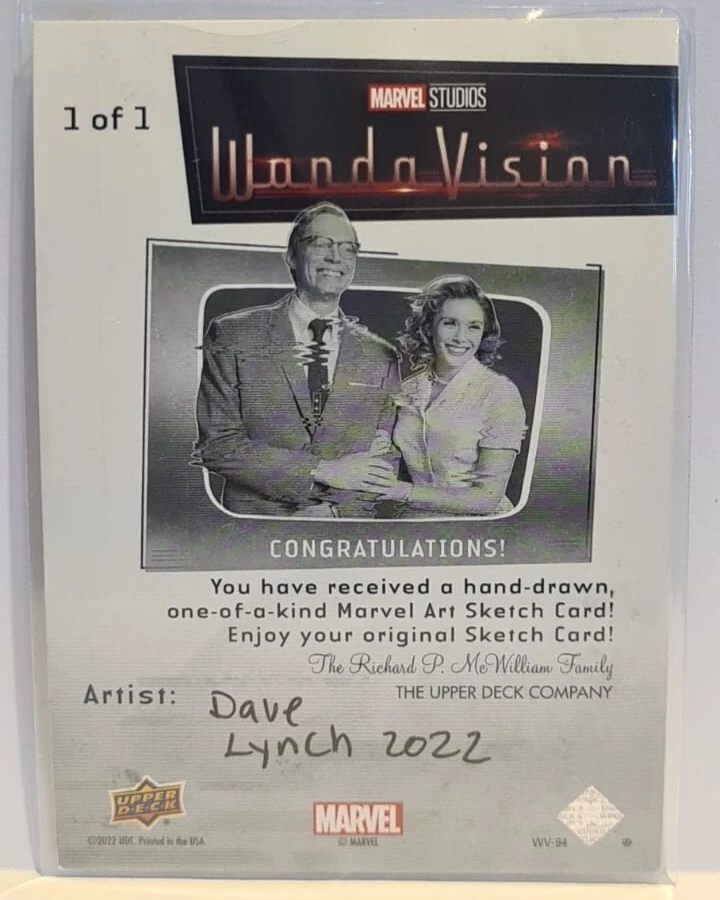 1 of 1
MARVEL STUDIOS
WandaVision
CONGRATULATIONS!
You have received a hand-drawn,
one-of-a-kind Marvel Art Sketch Card!
Enjoy your original Sketch Card!
The Richard P. McWilliam Family
THE UPPER DECK COMPANY
Artist: Dave
Lynch 2022
UPPER
D·E·C·K
MARVEL
©2022 UDC. Printed in the USA
© MARVEL
WV-94